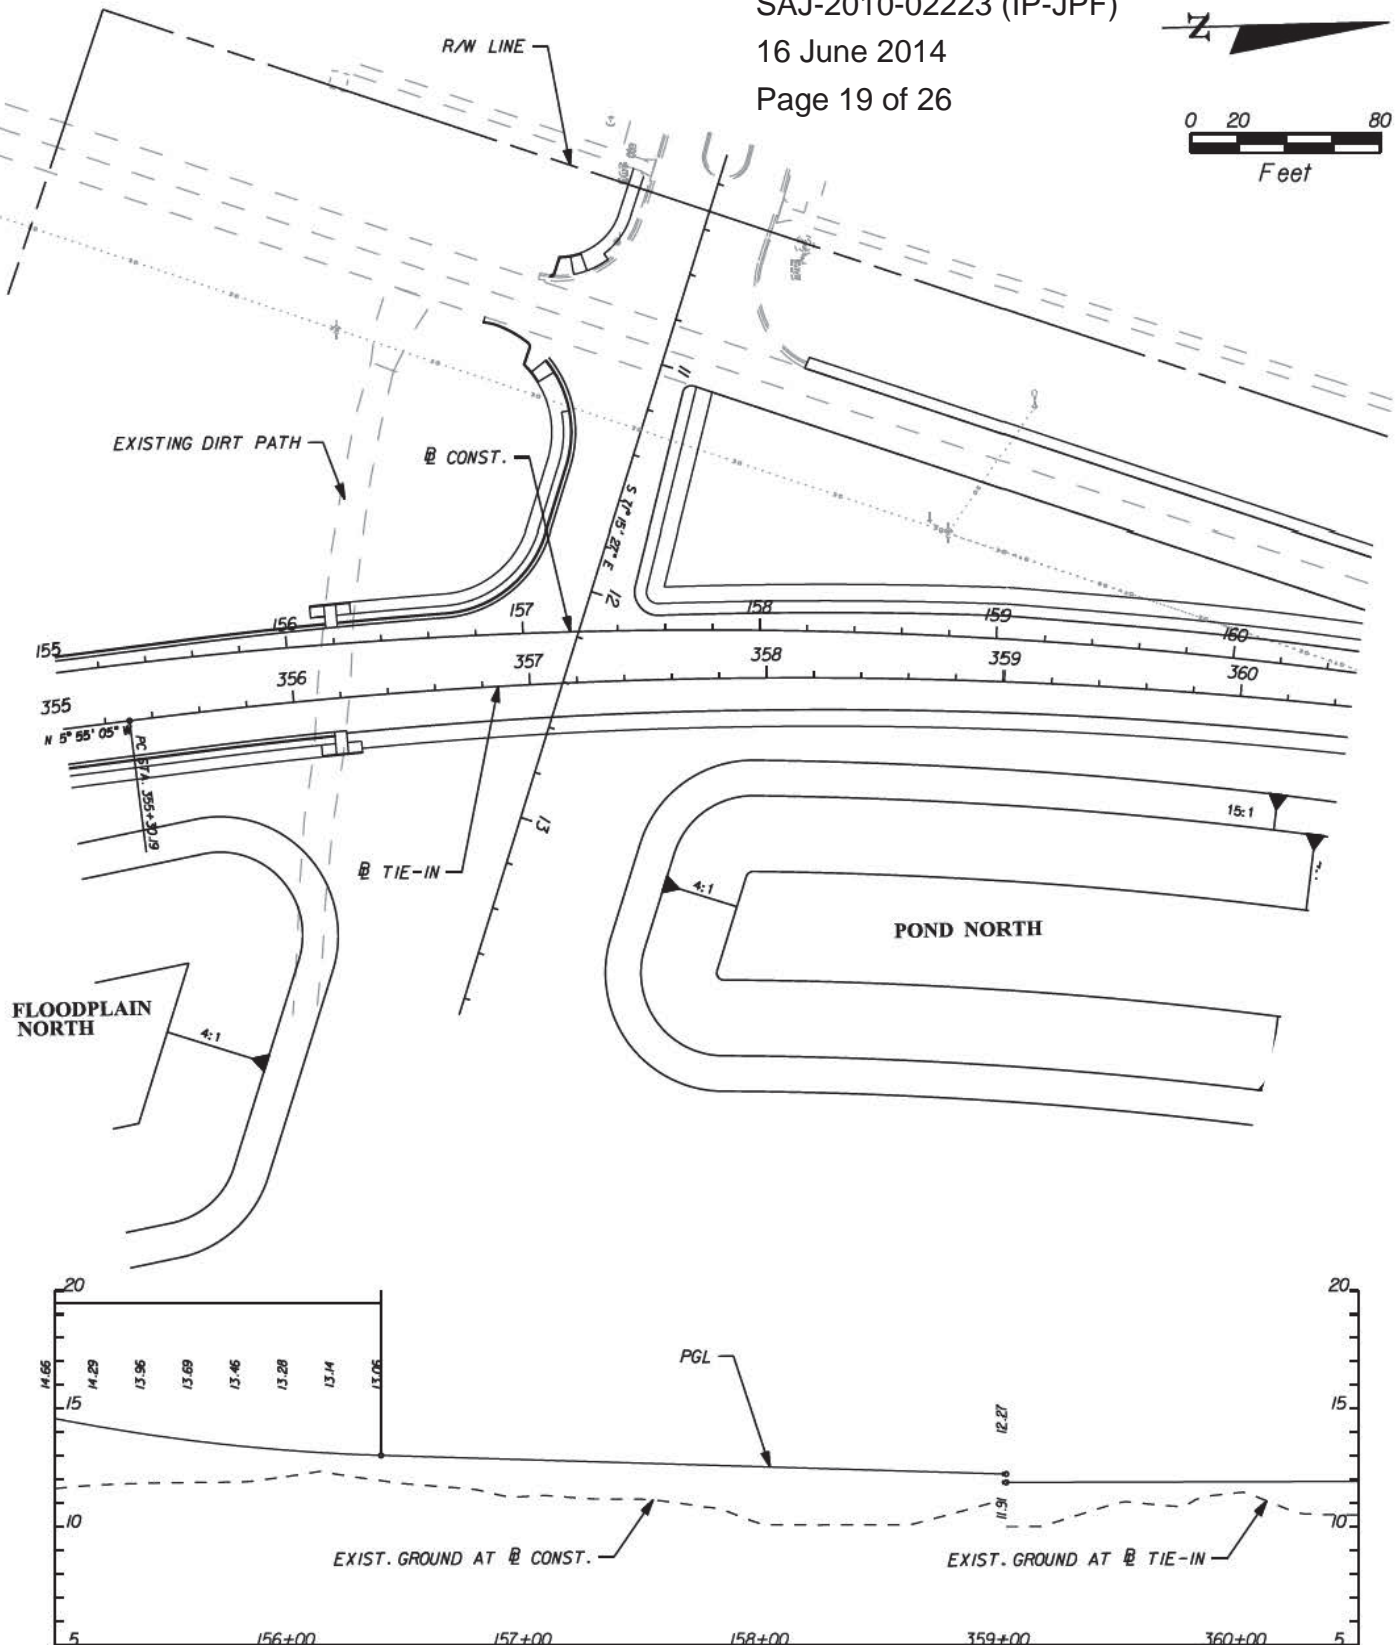 SAJ-2010-02223 (IP-JPF)
16 June 2014
Page 19 of 26
Z
0 20 80
Feet
R/W LINE
EXISTING DIRT PATH
BL CONST.
11
S 71° 15' 27" E
12
13
155
156
157
158
159
160
355
356
357
358
359
360
N 5° 55' 05" W
PC STA. 355+30.19
BL TIE-IN
15:1
4:1
POND NORTH
FLOODPLAIN
NORTH
4:1
20
20
14.66
14.29
13.96
13.69
13.46
13.28
13.14
13.06
PGL
12.27
15
15
11.91
10
10
EXIST. GROUND AT BL CONST.
EXIST. GROUND AT BL TIE-IN
5 156+00 157+00 158+00 359+00 360+00 5